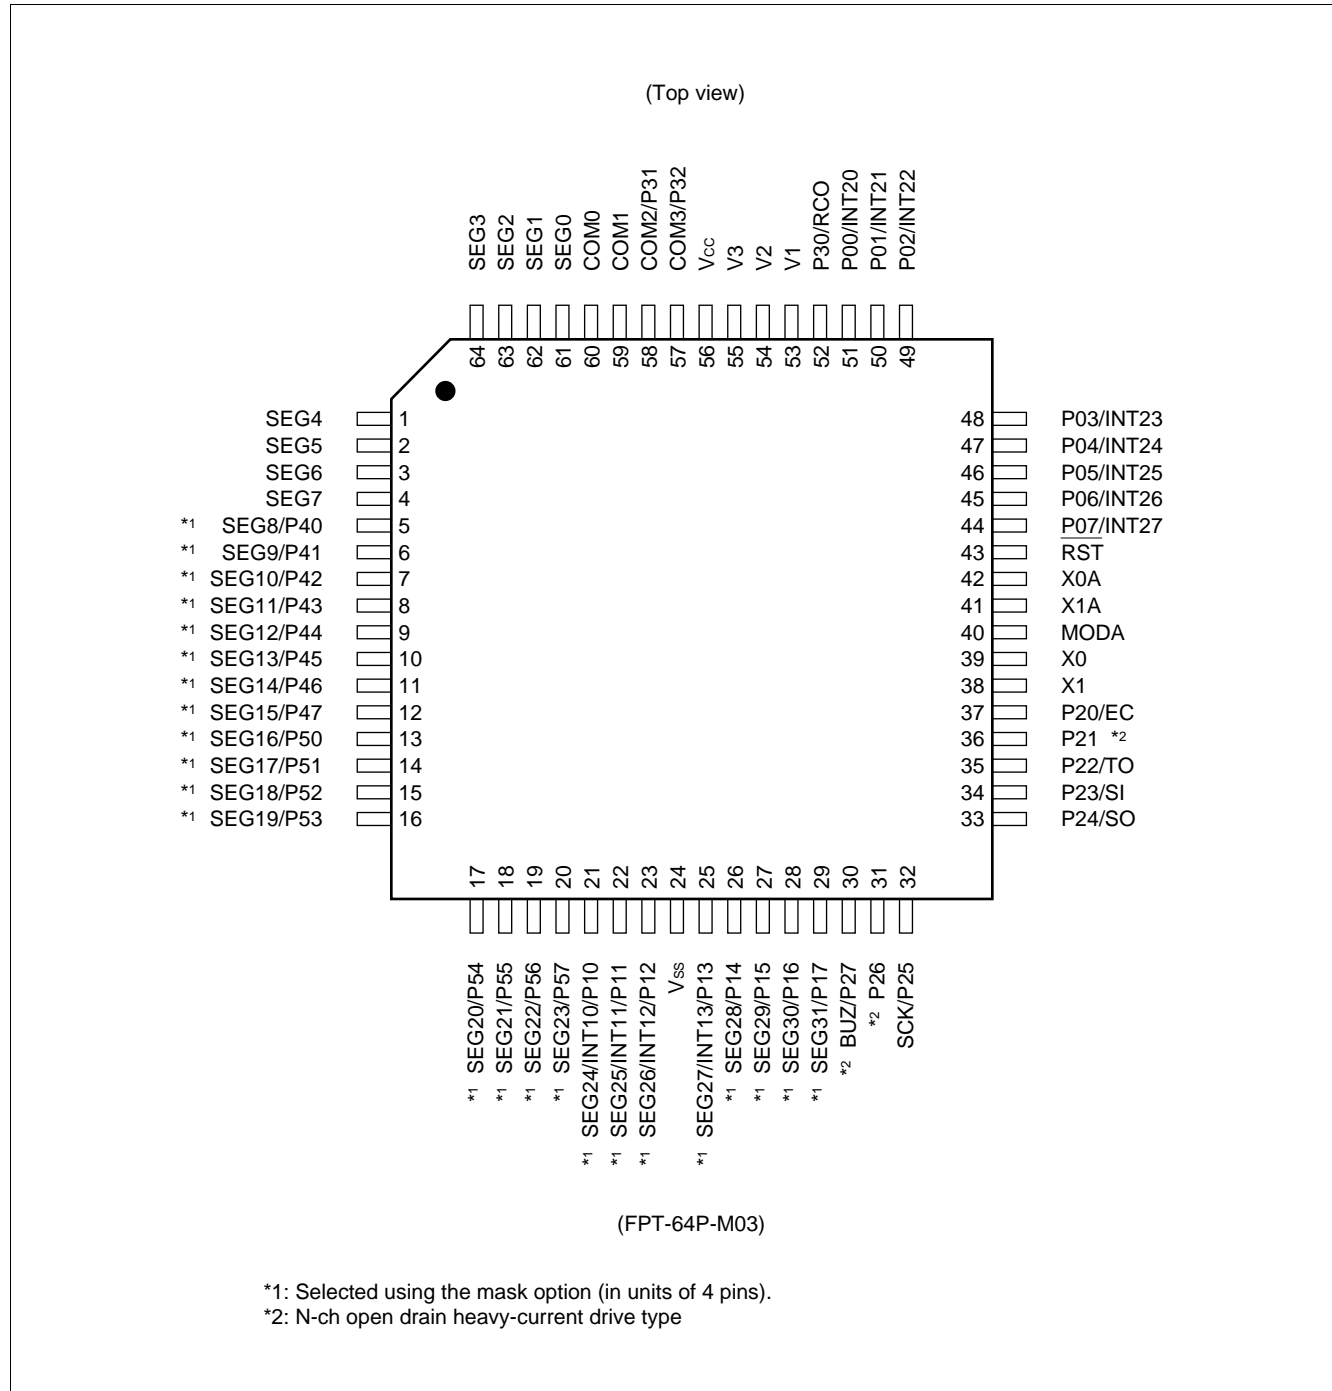 (Top view)
SEG3
SEG2
SEG1
SEG0
COM0
COM1
COM2/P31
COM3/P32
Vcc
V3
V2
V1
P30/RCO
P00/INT20
P01/INT21
P02/INT22
64
63
62
61
60
59
58
57
56
55
54
53
52
51
50
49
SEG4 1
SEG5 2
SEG6 3
SEG7 4
*1 SEG8/P40 5
*1 SEG9/P41 6
*1 SEG10/P42 7
*1 SEG11/P43 8
*1 SEG12/P44 9
*1 SEG13/P45 10
*1 SEG14/P46 11
*1 SEG15/P47 12
*1 SEG16/P50 13
*1 SEG17/P51 14
*1 SEG18/P52 15
*1 SEG19/P53 16
48 P03/INT23
47 P04/INT24
46 P05/INT25
45 P06/INT26
44 P07/INT27
43 RST
42 X0A
41 X1A
40 MODA
39 X0
38 X1
37 P20/EC
36 P21 *2
35 P22/TO
34 P23/SI
33 P24/SO
17
18
19
20
21
22
23
24
25
26
27
28
29
30
31
32
*1 SEG20/P54
*1 SEG21/P55
*1 SEG22/P56
*1 SEG23/P57
*1 SEG24/INT10/P10
*1 SEG25/INT11/P11
*1 SEG26/INT12/P12
Vss
*1 SEG27/INT13/P13
*1 SEG28/P14
*1 SEG29/P15
*1 SEG30/P16
*1 SEG31/P17
*2 BUZ/P27
*2 P26
SCK/P25
(FPT-64P-M03)
*1: Selected using the mask option (in units of 4 pins).
*2: N-ch open drain heavy-current drive type